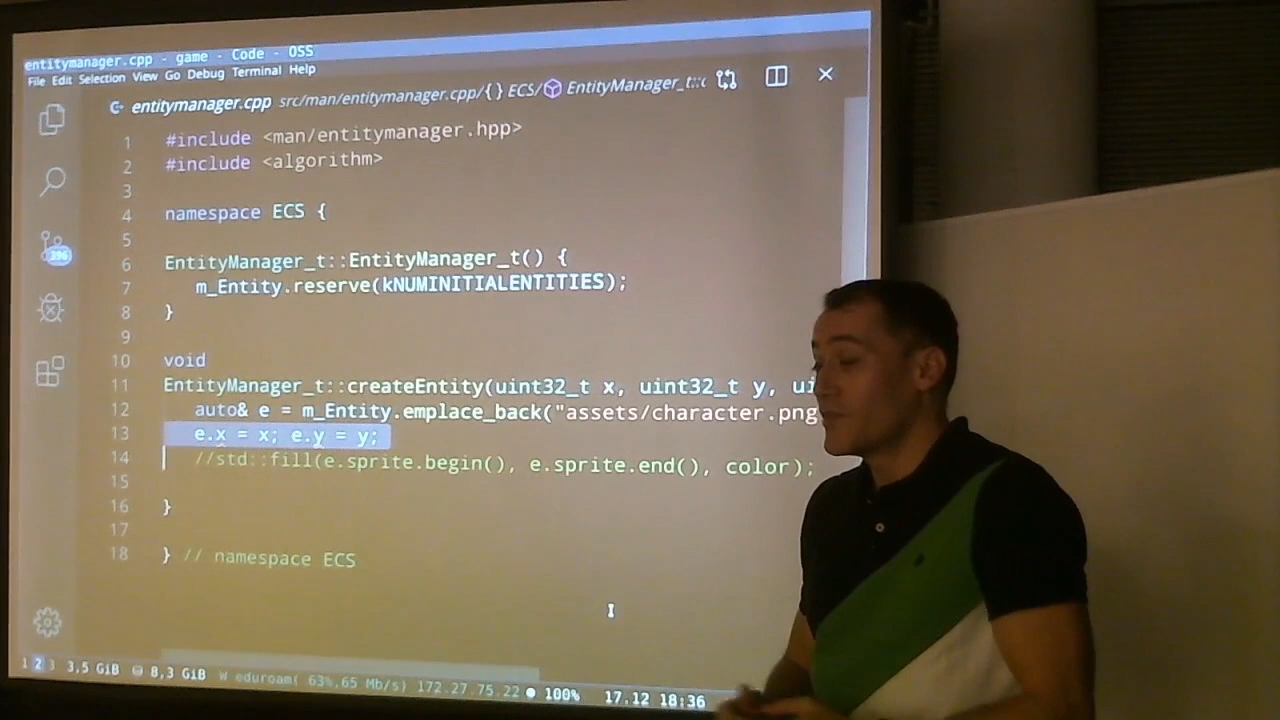 entitymanager.cpp - game - Code - OSS
File Edit Selection View Go Debug Terminal Help
entitymanager.cpp src/man/entitymanager.cpp/{} ECS/ EntityManager_t::c
1 #include <man/entitymanager.hpp>
2 #include <algorithm>
3
4 namespace ECS {
5
6 EntityManager_t::EntityManager_t() {
7 m_Entity.reserve(kNUMINITIALENTITIES);
8 }
9
10 void
11 EntityManager_t::createEntity(uint32_t x, uint32_t y, ui
12 auto& e = m_Entity.emplace_back("assets/character.png
13 e.x = x; e.y = y;
14 //std::fill(e.sprite.begin(), e.sprite.end(), color);
15
16 }
17
18 } // namespace ECS
396
1 2 3 3,5 GiB 8,3 GiB W eduroam( 63%,65 Mb/s) 172.27.75.22 100% 17.12 18:36